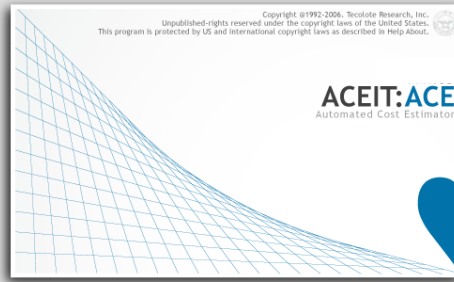 Copyright @1992-2006. Tecolote Research, Inc.
Unpublished-rights reserved under the copyright laws of the United States.
This program is protected by US and international copyright laws as described in Help About.
ACEIT:ACE
Automated Cost Estimator